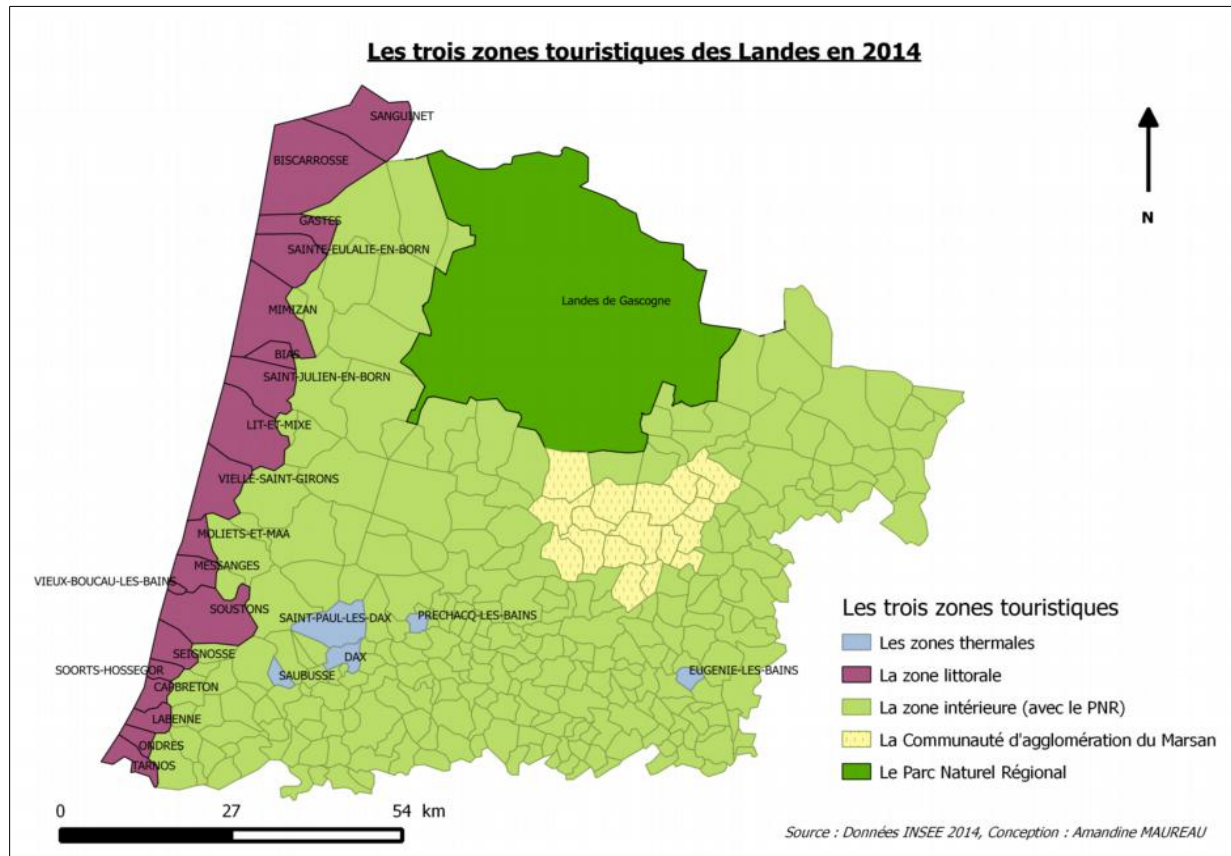 Les trois zones touristiques des Landes en 2014
SANGUINET
BISCARROSSE
GASTES
SAINTE-EULALIE-EN-BORN
N
Landes de Gascogne
MIMIZAN
BIAS
SAINT-JULIEN-EN-BORN
LIT-ET-MIXE
VIELLE-SAINT-GIRONS
MOLIETS-ET-MAA
MESSANGES
VIEUX-BOUCAU-LES-BAINS
SOUSTONS
SAINT-PAUL-LES-DAX
PRECHACQ-LES-BAINS
SEIGNOSSE
DAX
SOORTS-HOSSEGOR
SAUBUSSE
EUGENIE-LES-BAINS
CAPBRETON
LABENNE
ONDRES
TARNOS
Les trois zones touristiques
Les zones thermales
La zone littorale
La zone intérieure (avec le PNR)
La Communauté d'agglomération du Marsan
Le Parc Naturel Régional
0 27 54 km
Source : Données INSEE 2014, Conception : Amandine MAUREAU